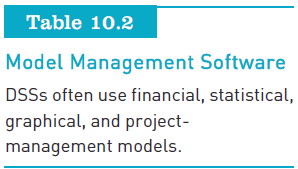 Table 10.2
Model Management Software
DSSs often use financial, statistical,
graphical, and project-
management models.